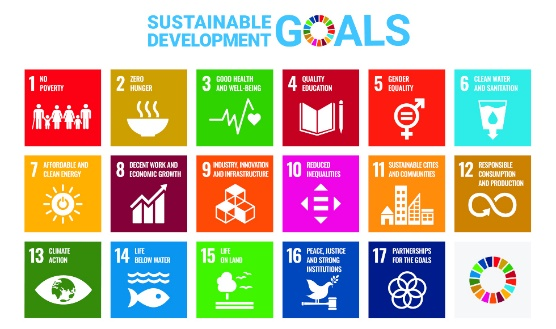 SUSTAINABLE
DEVELOPMENT GOALS
1 NO
POVERTY
2 ZERO
HUNGER
3 GOOD HEALTH
AND WELL-BEING
4 QUALITY
EDUCATION
5 GENDER
EQUALITY
6 CLEAN WATER
AND SANITATION
7 AFFORDABLE AND
CLEAN ENERGY
8 DECENT WORK AND
ECONOMIC GROWTH
9 INDUSTRY, INNOVATION
AND INFRASTRUCTURE
10 REDUCED
INEQUALITIES
11 SUSTAINABLE CITIES
AND COMMUNITIES
12 RESPONSIBLE
CONSUMPTION
AND PRODUCTION
13 CLIMATE
ACTION
14 LIFE
BELOW WATER
15 LIFE
ON LAND
16 PEACE, JUSTICE
AND STRONG
INSTITUTIONS
17 PARTNERSHIPS
FOR THE GOALS